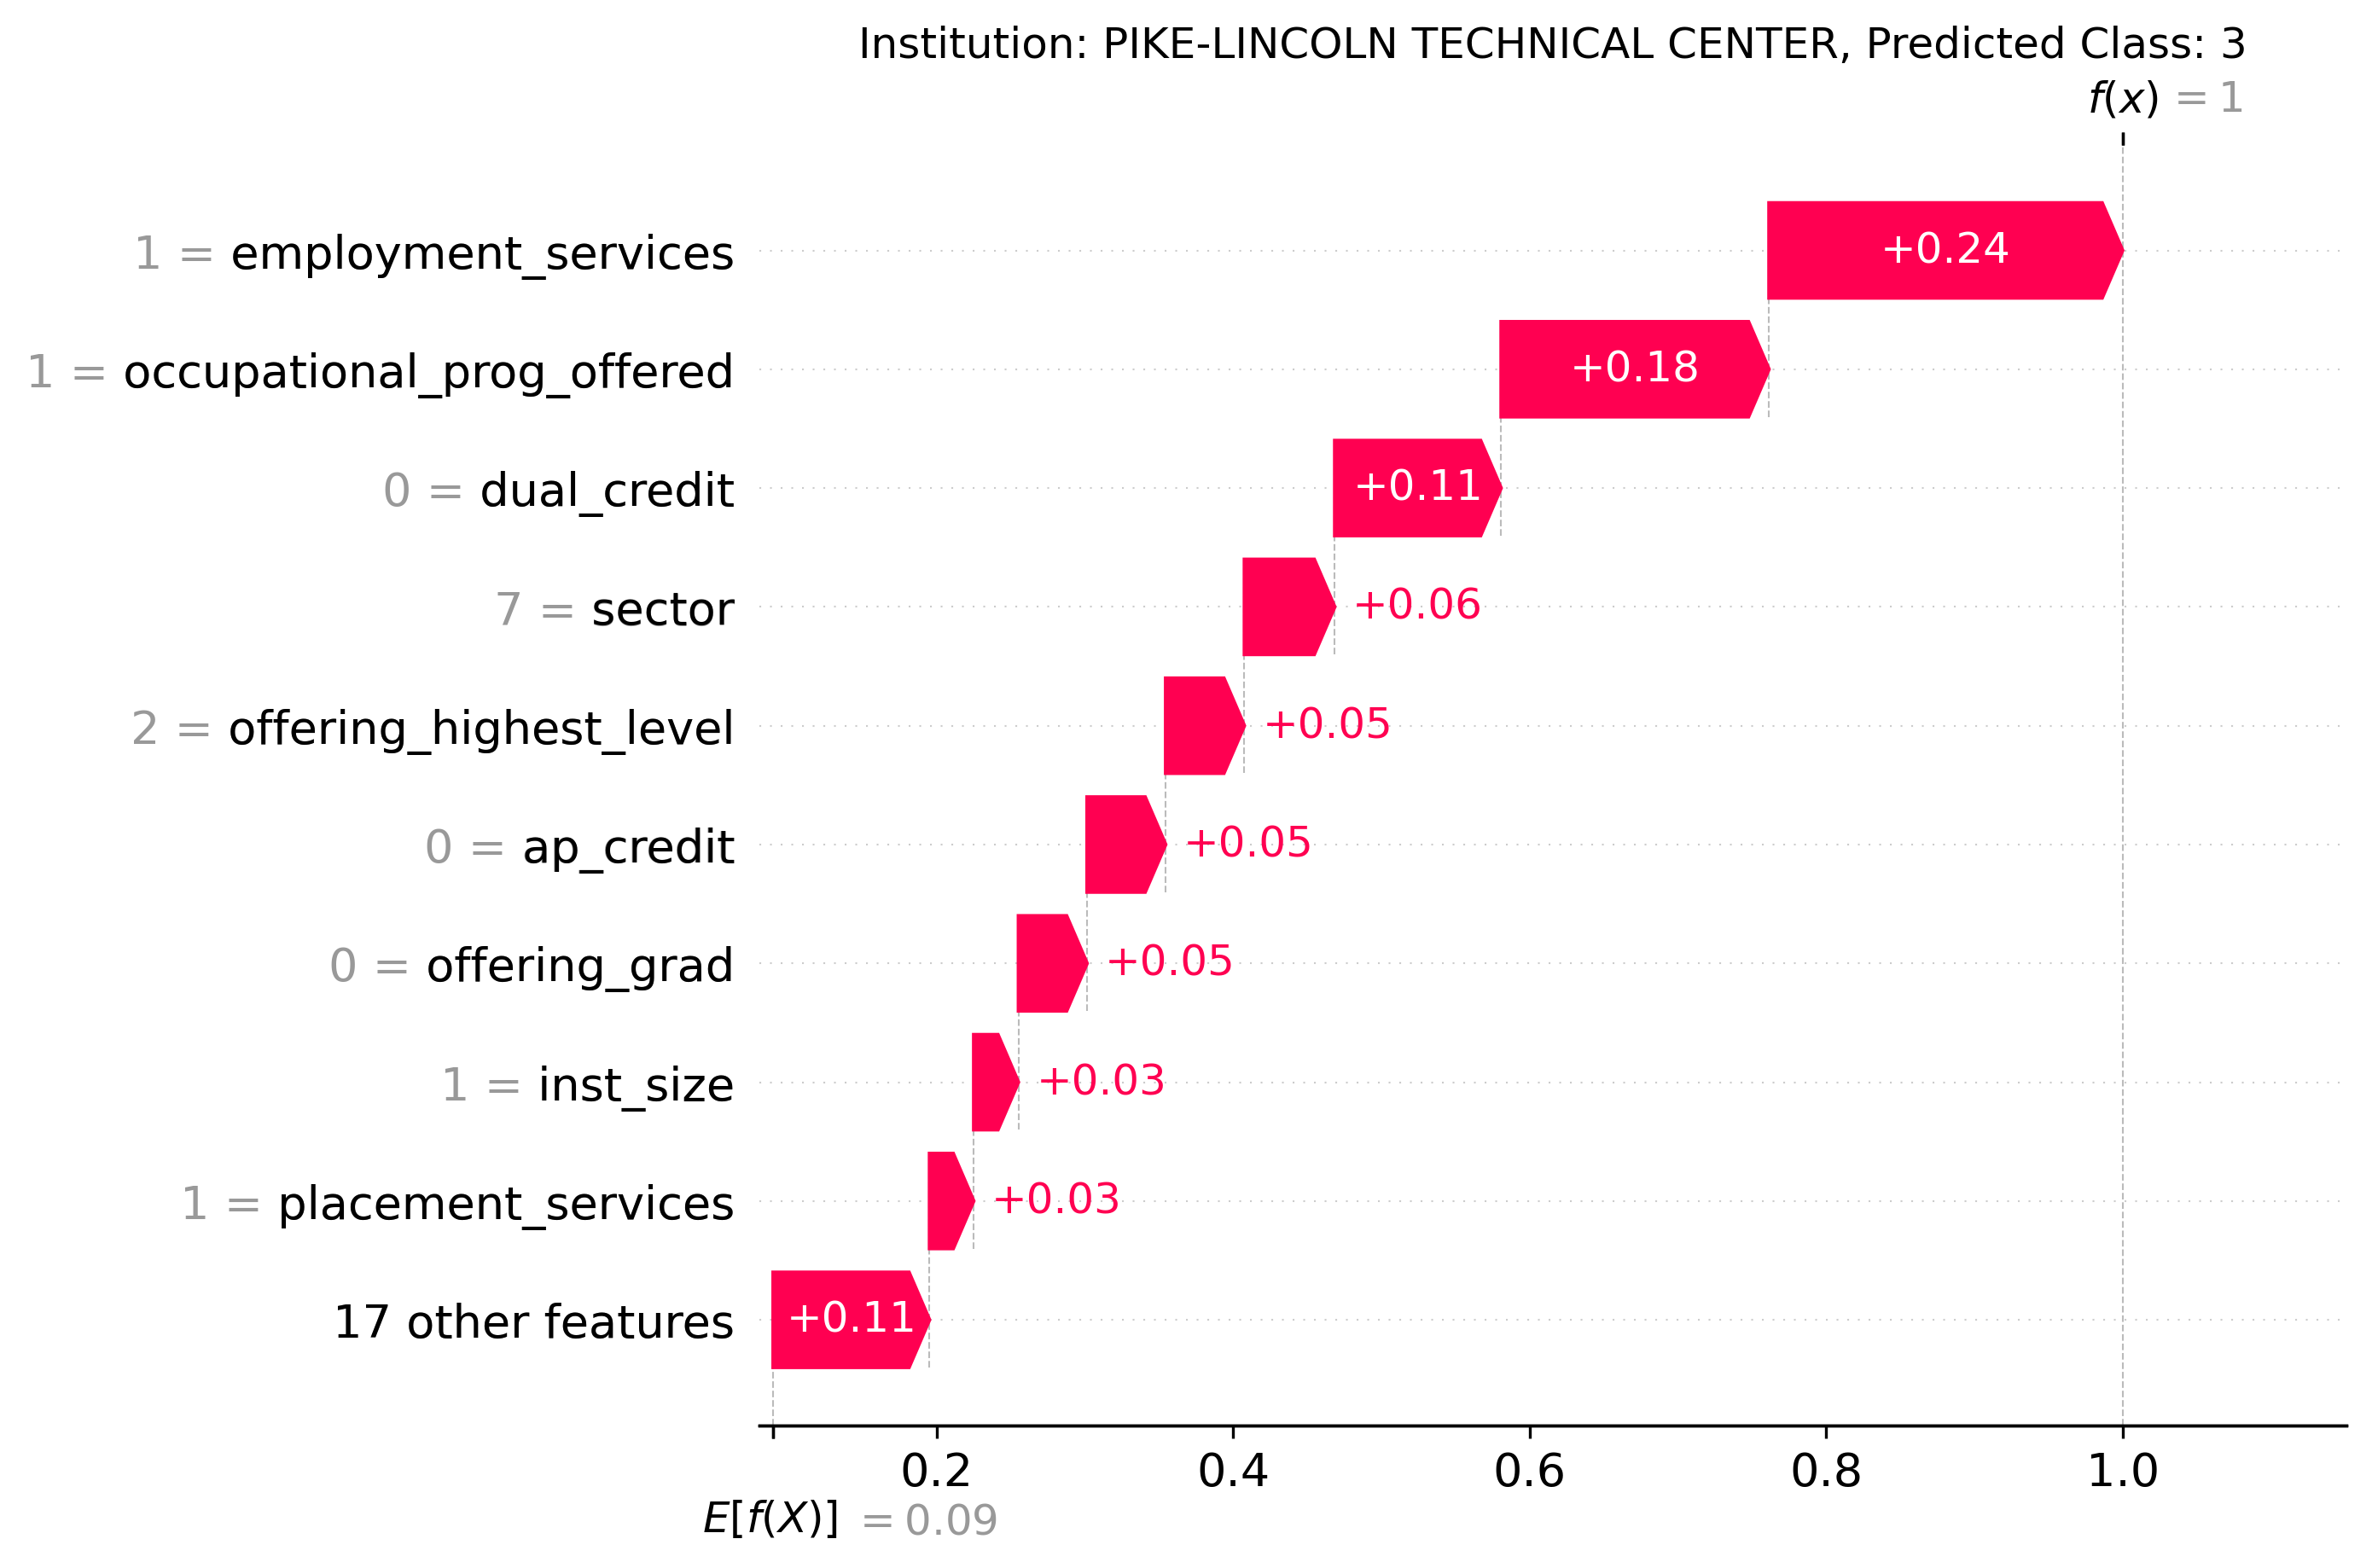 Institution: PIKE-LINCOLN TECHNICAL CENTER, Predicted Class: 3
f(x) = 1
1 = employment_services +0.24
1 = occupational_prog_offered +0.18
0 = dual_credit +0.11
7 = sector +0.06
2 = offering_highest_level +0.05
0 = ap_credit +0.05
0 = offering_grad +0.05
1 = inst_size +0.03
1 = placement_services +0.03
17 other features +0.11
0.2 0.4 0.6 0.8 1.0
E[f(X)] = 0.09